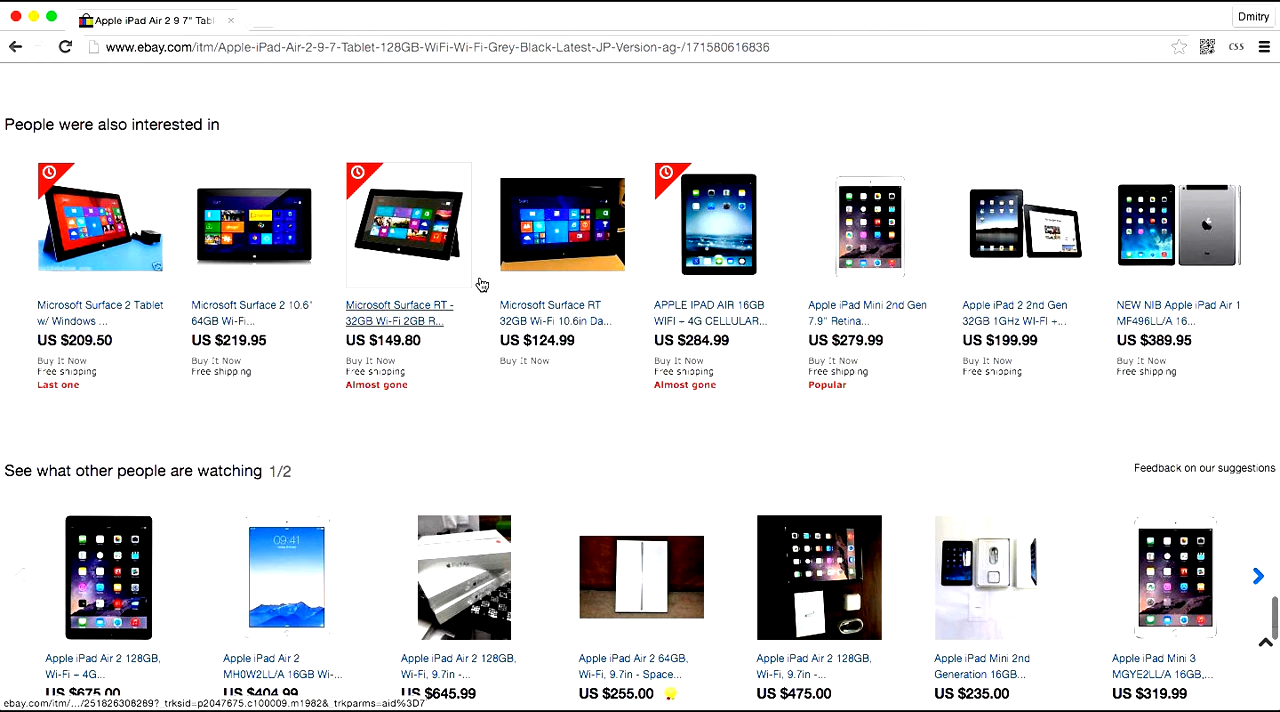 Apple iPad Air 2 9 7" Tabl
Dmitry
www.ebay.com/itm/Apple-iPad-Air-2-9-7-Tablet-128GB-WiFi-Wi-Fi-Grey-Black-Latest-JP-Version-ag-/171580616836
CSS
People were also interested in
Microsoft Surface 2 Tablet
w/ Windows ...
US $209.50
Buy It Now
Free shipping
Last one
Microsoft Surface 2 10.6"
64GB Wi-Fi...
US $219.95
Buy It Now
Free shipping
Microsoft Surface RT -
32GB Wi-Fi 2GB R...
US $149.80
Buy It Now
Free shipping
Almost gone
Microsoft Surface RT
32GB Wi-Fi 10.6in Da...
US $124.99
Buy It Now
APPLE IPAD AIR 16GB
WIFI – 4G CELLULAR...
US $284.99
Buy It Now
Free shipping
Almost gone
Apple iPad Mini 2nd Gen
7.9" Retina...
US $279.99
Buy It Now
Free shipping
Popular
Apple iPad 2 2nd Gen
32GB 1GHz WI-FI +...
US $199.99
Buy It Now
Free shipping
NEW NIB Apple iPad Air 1
MF496LL/A 16...
US $389.95
Buy It Now
Free shipping
See what other people are watching 1/2
Feedback on our suggestions
Apple iPad Air 2 128GB,
Wi-Fi – 4G...
US $675.00
09:41
Apple iPad Air 2
MH0W2LL/A 16GB Wi-...
US $404.99
Apple iPad Air 2 128GB,
Wi-Fi, 9.7in -...
US $645.99
Apple iPad Air 2 64GB,
Wi-Fi, 9.7in - Space...
US $255.00
Apple iPad Air 2 128GB,
Wi-Fi, 9.7in -...
US $475.00
Apple iPad Mini 2nd
Generation 16GB...
US $235.00
Apple iPad Mini 3
MGYE2LL/A 16GB,...
US $319.99
ebay.com/itm/.../251826308269?_trksid=p2047675.c100009.m1982&_trkparms=aid%3D7